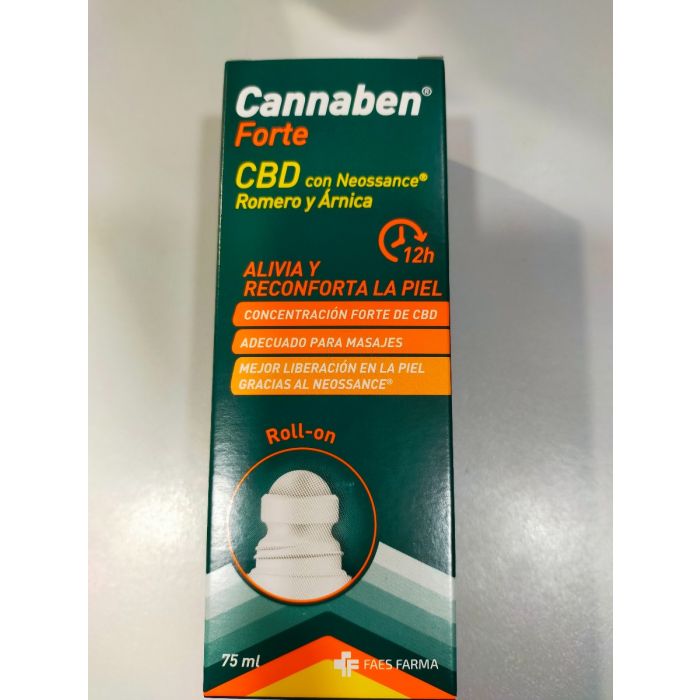 Cannaben®
Forte
CBD con Neossance®
Romero y Árnica
12h
ALIVIA Y
RECONFORTA LA PIEL
CONCENTRACIÓN FORTE DE CBD
ADECUADO PARA MASAJES
MEJOR LIBERACIÓN EN LA PIEL
GRACIAS AL NEOSSANCE®
Roll-on
75 ml
FAES FARMA